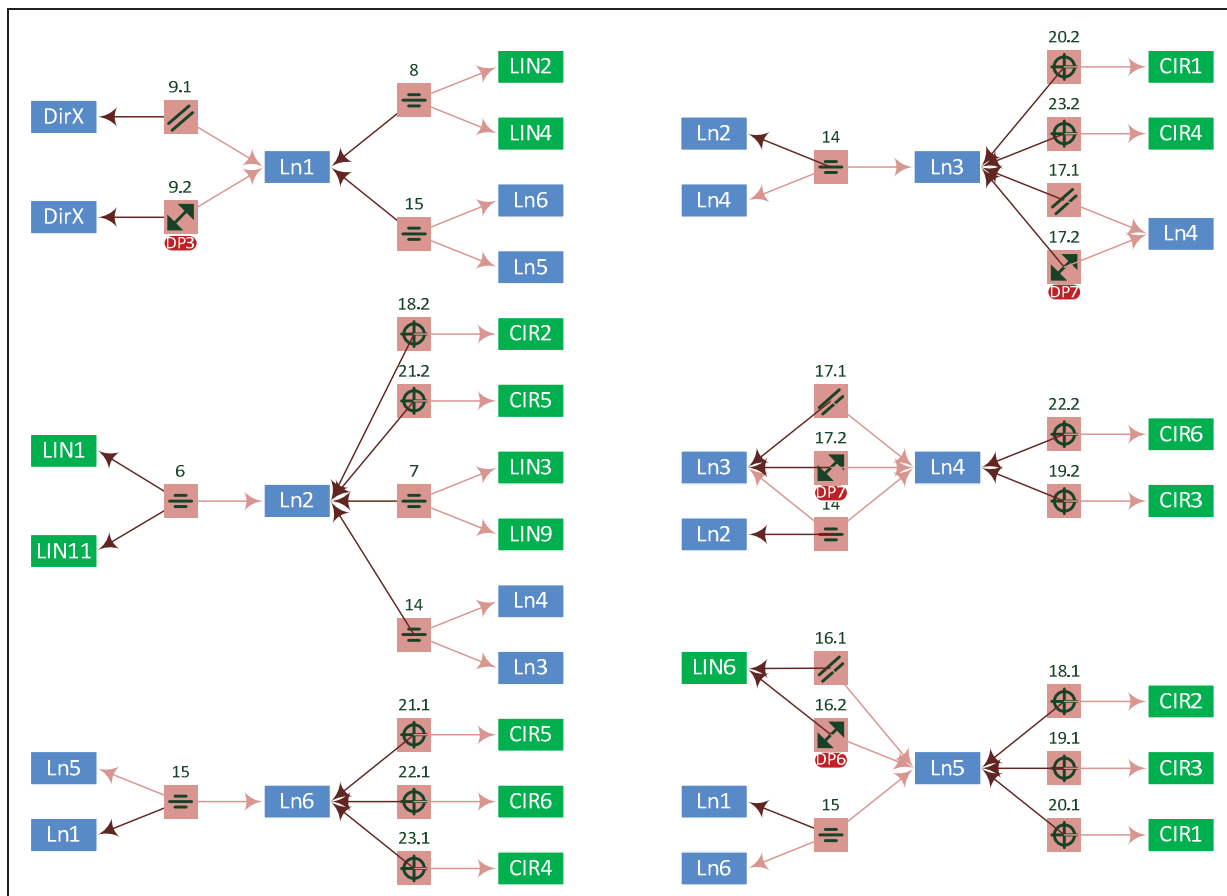 9.1
DirX
9.2
DirX
DP3
Ln1
8
LIN2
LIN4
15
Ln6
Ln5
Ln2
Ln4
14
Ln3
20.2
CIR1
23.2
CIR4
17.1
17.2
DP7
Ln4
LIN1
LIN11
6
Ln2
18.2
CIR2
21.2
CIR5
7
LIN3
LIN9
14
Ln4
Ln3
17.1
Ln3
17.2
DP7
Ln2
14
Ln4
22.2
CIR6
19.2
CIR3
Ln5
Ln1
15
Ln6
21.1
CIR5
22.1
CIR6
23.1
CIR4
16.1
LIN6
16.2
DP6
Ln1
Ln6
15
Ln5
18.1
CIR2
19.1
CIR3
20.1
CIR1